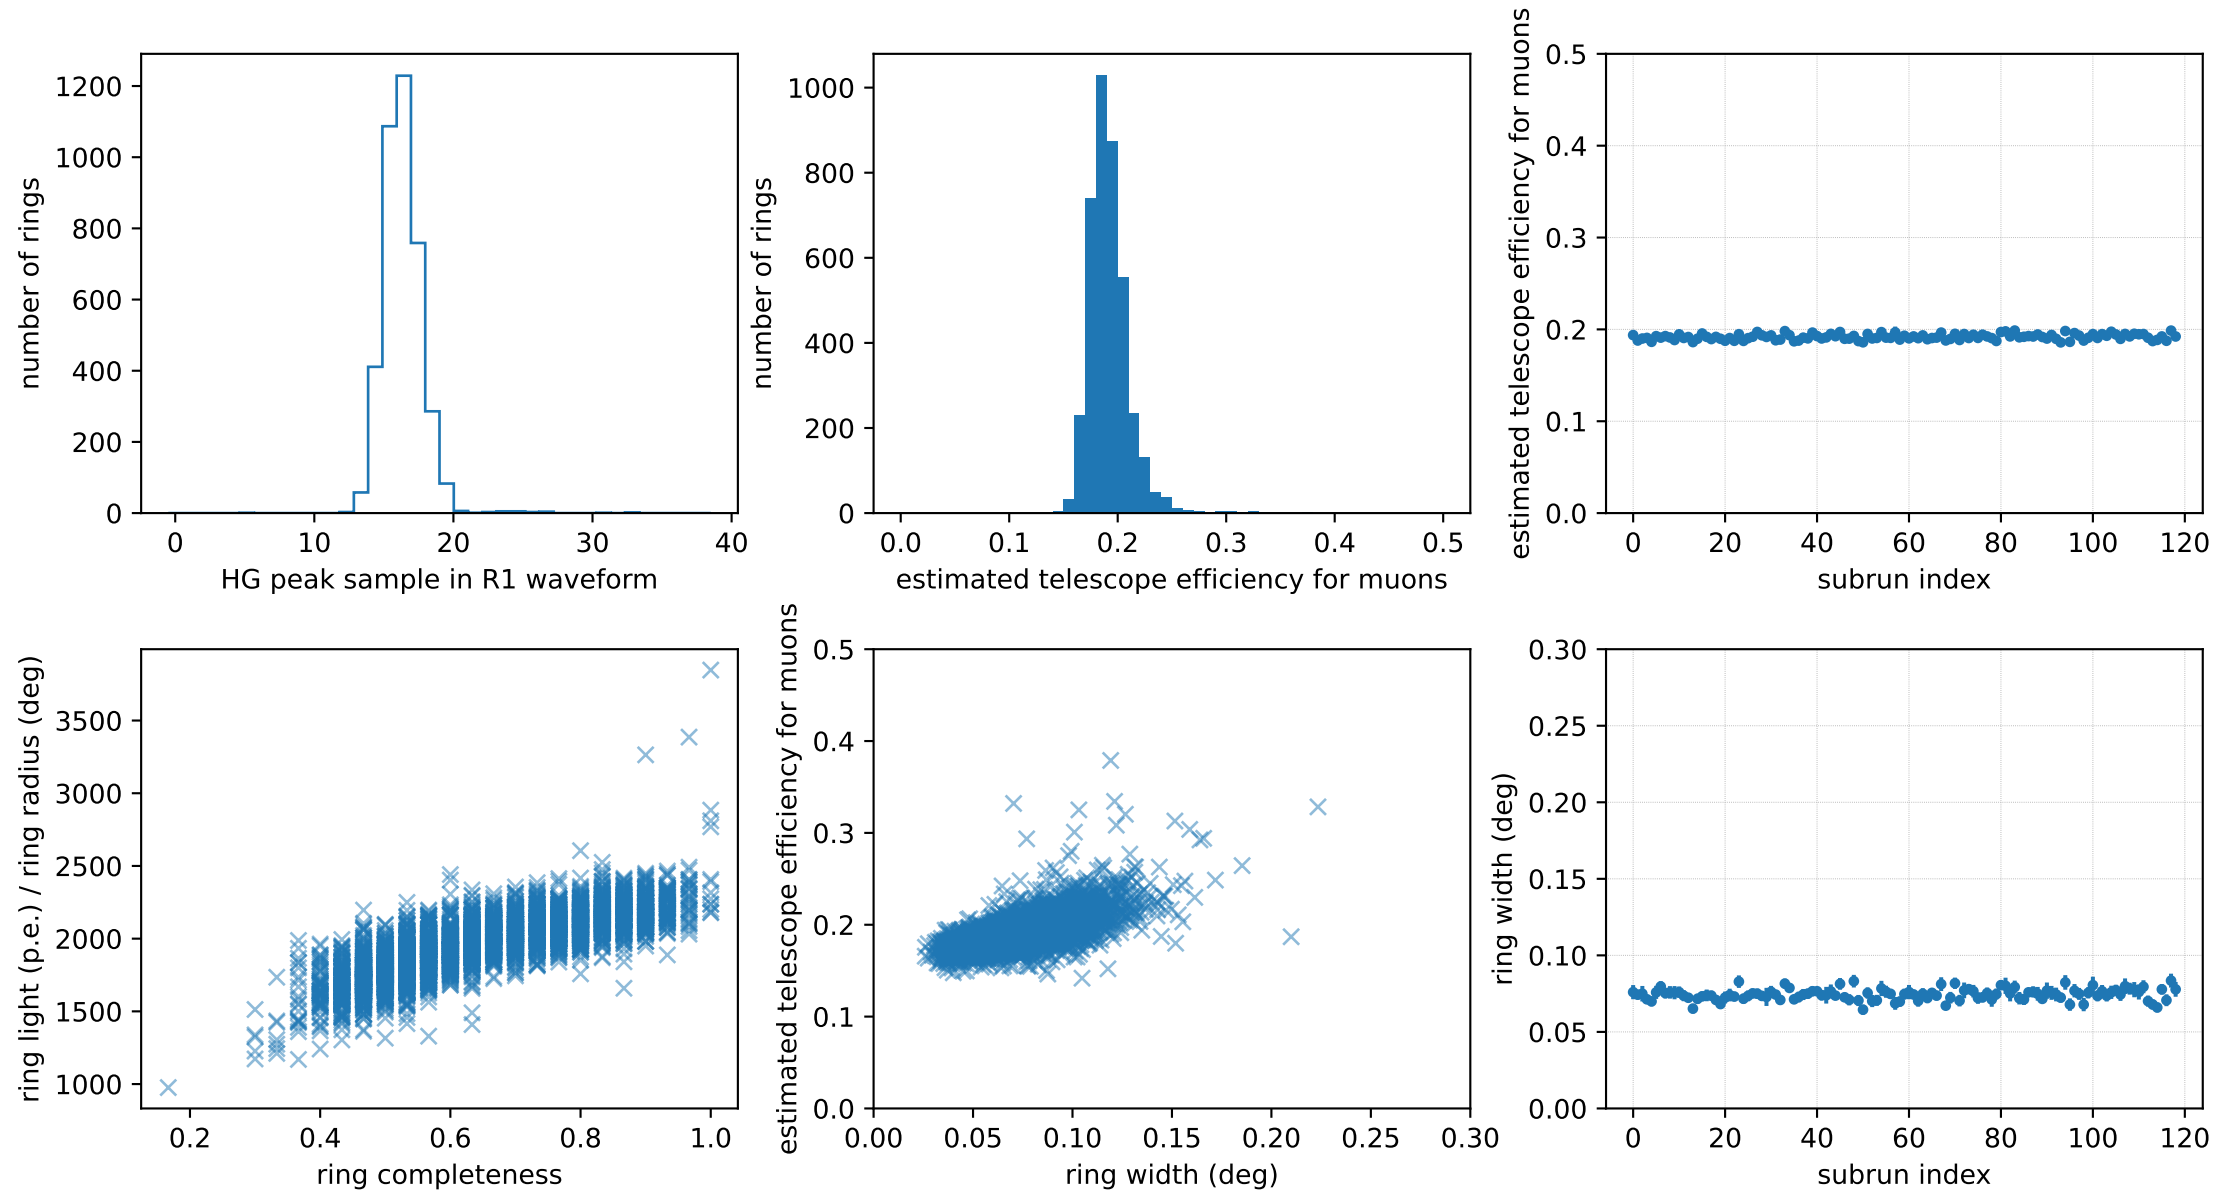 number of rings
1200
1000
800
600
400
200
0
0 10 20 30 40
HG peak sample in R1 waveform
number of rings
1000
800
600
400
200
0
0.0 0.1 0.2 0.3 0.4 0.5
estimated telescope efficiency for muons
estimated telescope efficiency for muons
0.5
0.4
0.3
0.2
0.1
0.0
0 20 40 60 80 100 120
subrun index
ring light (p.e.) / ring radius (deg)
3500
3000
2500
2000
1500
1000
0.2 0.4 0.6 0.8 1.0
ring completeness
estimated telescope efficiency for muons
0.5
0.4
0.3
0.2
0.1
0.0
0.00 0.05 0.10 0.15 0.20 0.25 0.30
ring width (deg)
ring width (deg)
0.30
0.25
0.20
0.15
0.10
0.05
0.00
0 20 40 60 80 100 120
subrun index